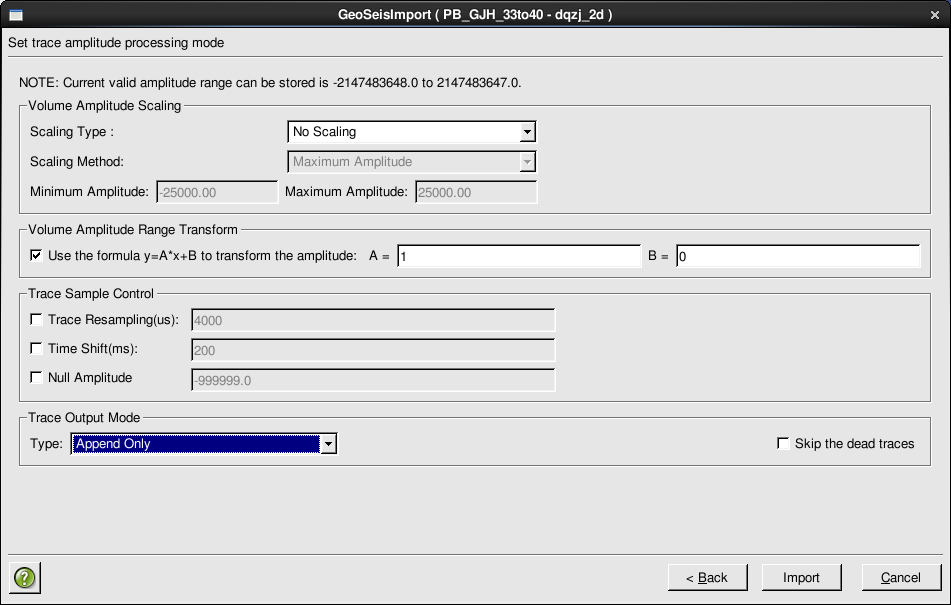 GeoSeisImport ( PB_GJH_33to40 - dqzj_2d )
Set trace amplitude processing mode
NOTE: Current valid amplitude range can be stored is -2147483648.0 to 2147483647.0.
Volume Amplitude Scaling
Scaling Type : No Scaling
Scaling Method: Maximum Amplitude
Minimum Amplitude: -25000.00 Maximum Amplitude: 25000.00
Volume Amplitude Range Transform
Use the formula y=A*x+B to transform the amplitude: A = 1 B = 0
Trace Sample Control
Trace Resampling(us): 4000
Time Shift(ms): 200
Null Amplitude -999999.0
Trace Output Mode
Type: Append Only Skip the dead traces
? < Back Import Cancel